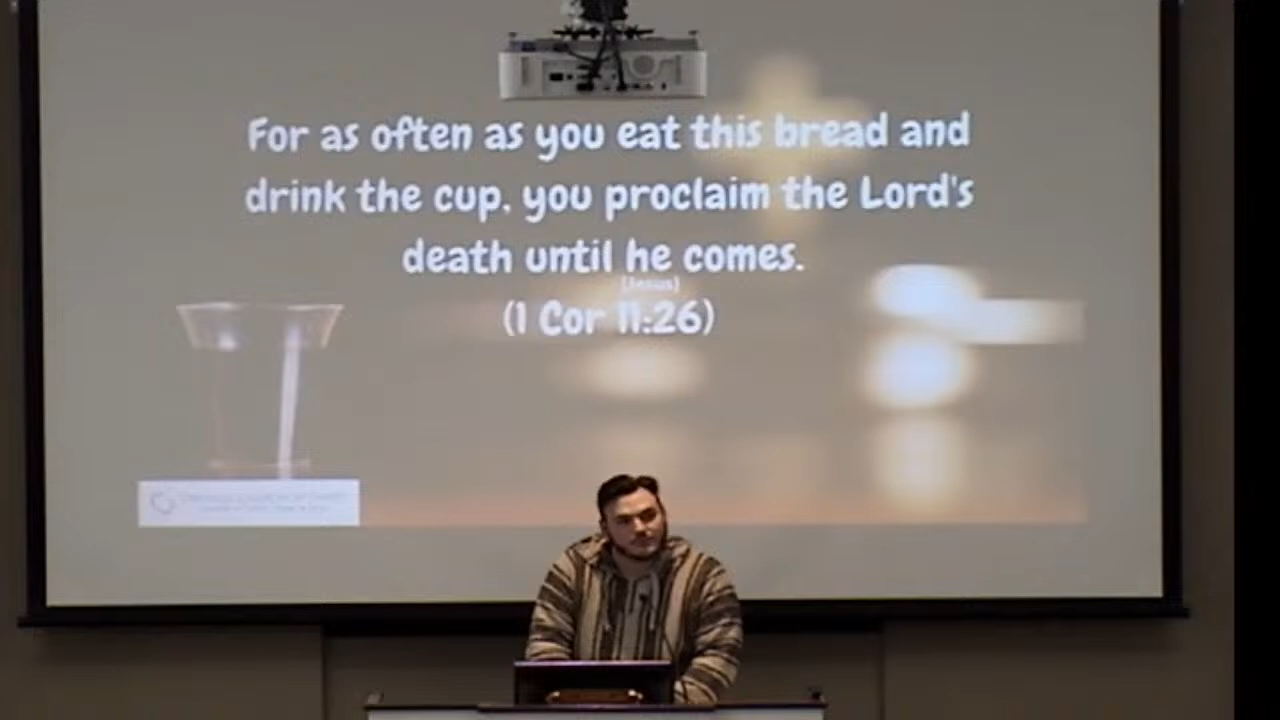 For as often as you eat this bread and
drink the cup, you proclaim the Lord's
death until he comes.
(Jesus)
(1 Cor 11:26)